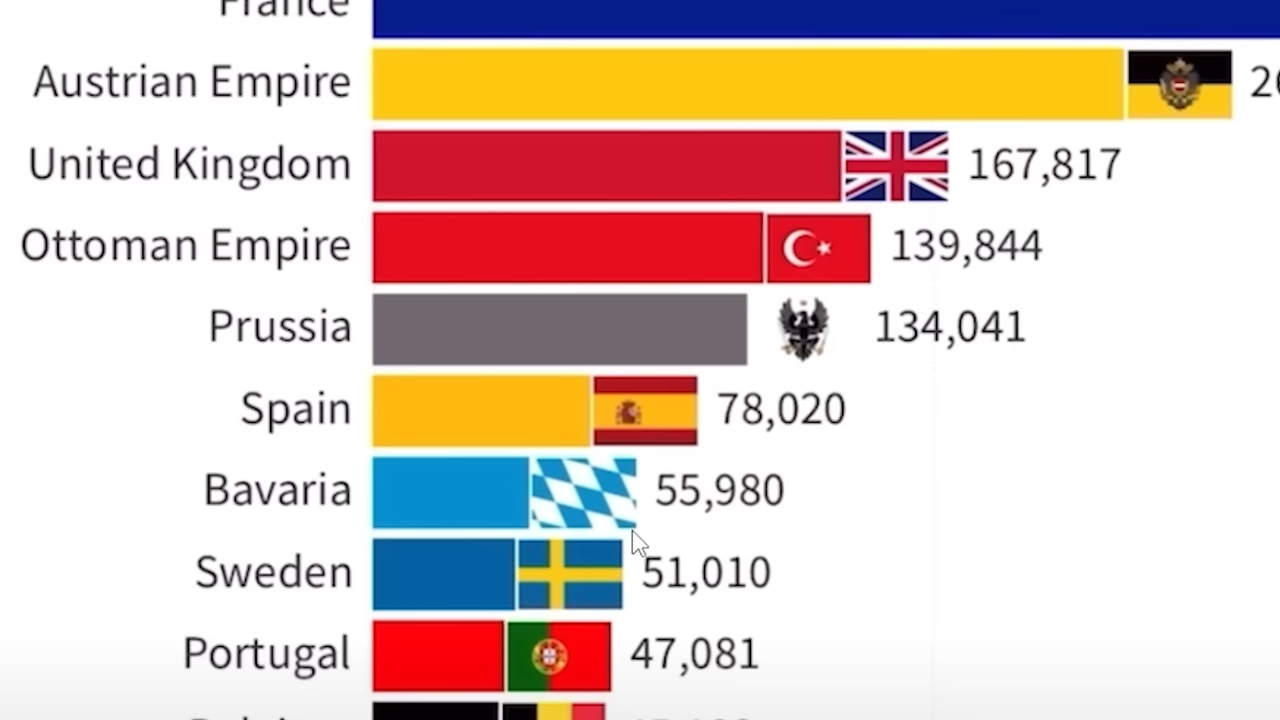 France
Austrian Empire
United Kingdom 167,817
Ottoman Empire 139,844
Prussia 134,041
Spain 78,020
Bavaria 55,980
Sweden 51,010
Portugal 47,081